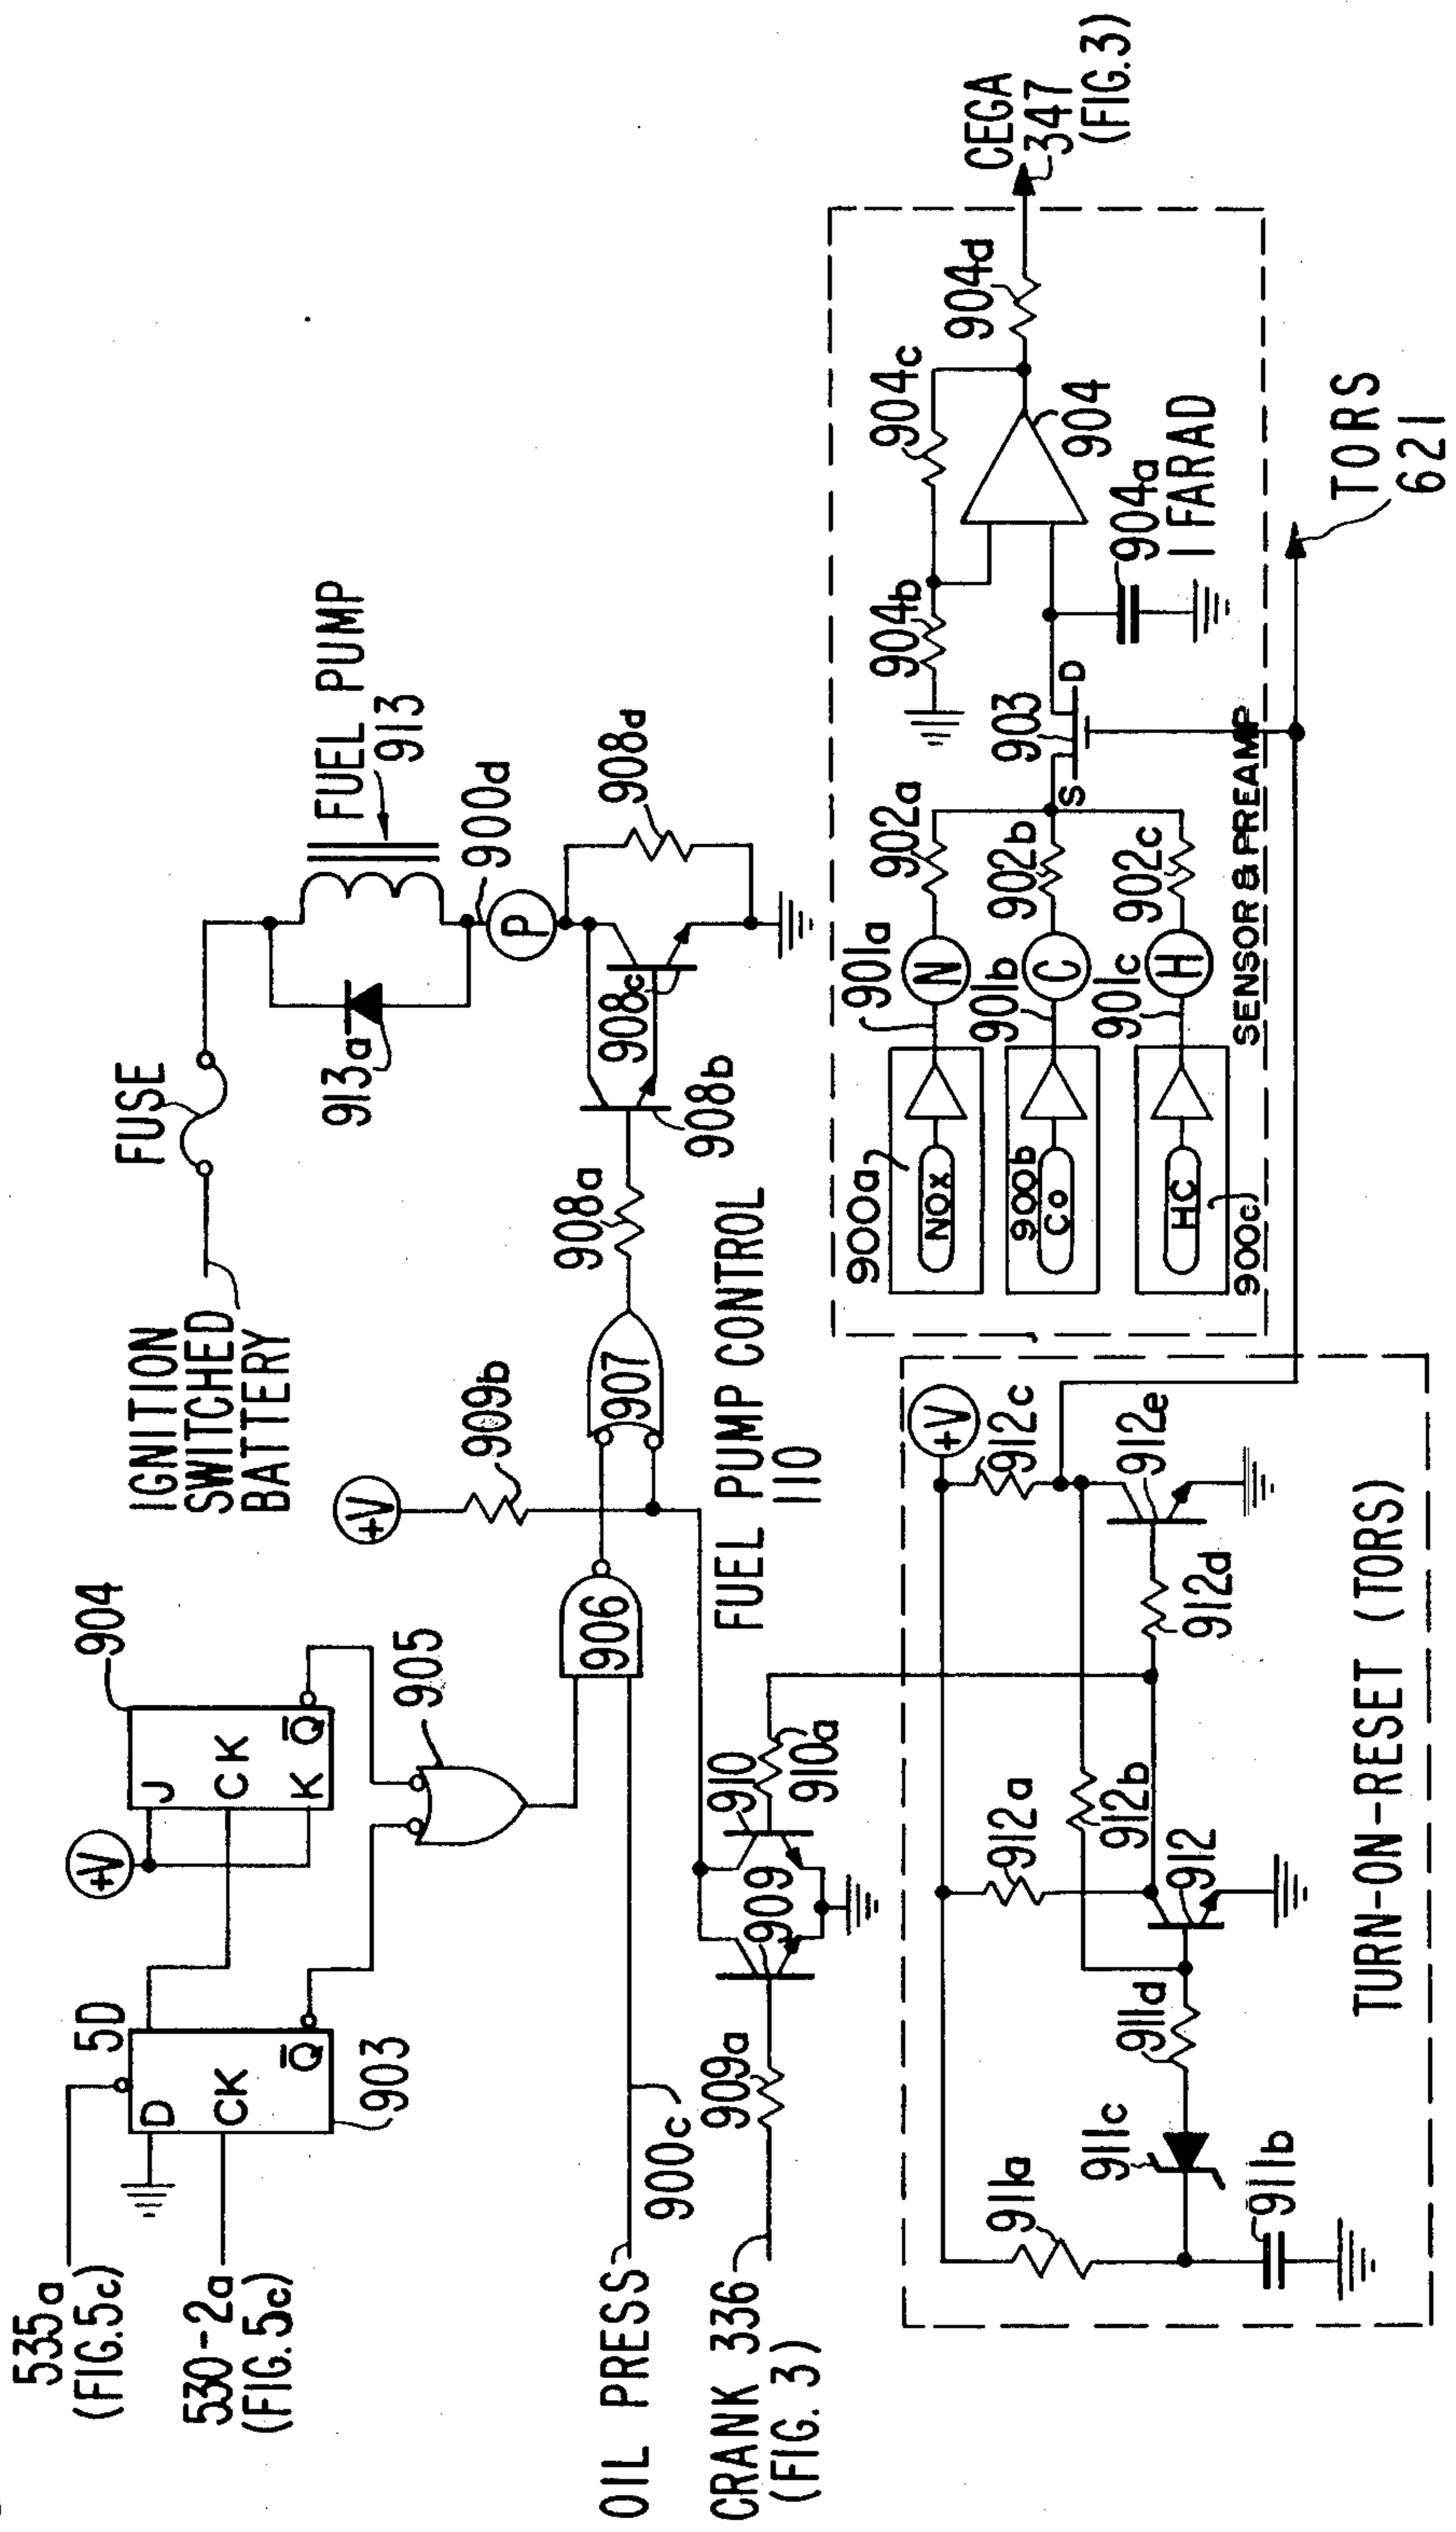 535a
(FIG.5c)
530-2a
(FIG.5c)
5D
D
CK
Q
903
+V
904
J
CK
K
Q
905
IGNITION
SWITCHED
BATTERY
FUSE
913a
FUEL PUMP
913
900d
P
908a
908b
908c
908d
906
907
909b
+V
OIL PRESS
900c
CRANK 336
(FIG. 3)
909a
909
910
910a
FUEL PUMP CONTROL
110
911a
911b
911c
911d
912
912a
912b
912c
912d
912e
+V
TURN-ON-RESET (TORS)
900a
NOx
900b
Co
HC
900c
901a
N
901b
C
901c
H
902a
902b
902c
SENSOR & PREAMP
903
S
D
904a
1 FARAD
904b
904c
904
904d
CEGA
347
(FIG.3)
TORS
621